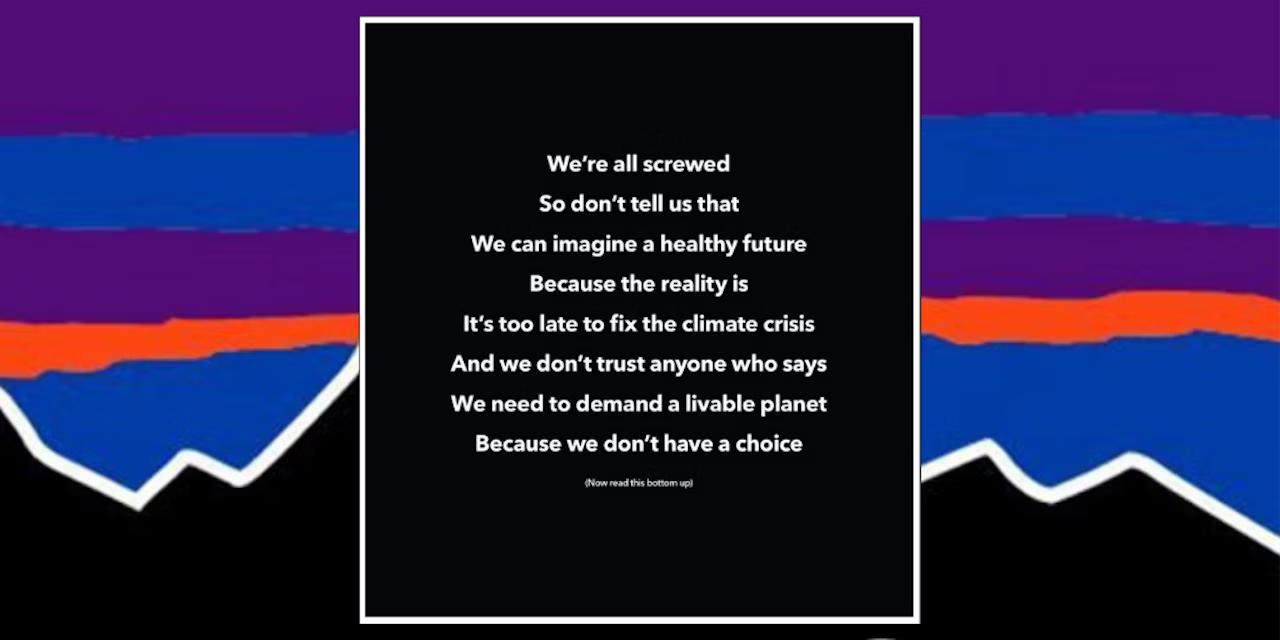 We’re all screwed
So don’t tell us that
We can imagine a healthy future
Because the reality is
It’s too late to fix the climate crisis
And we don’t trust anyone who says
We need to demand a livable planet
Because we don’t have a choice
(Now read this bottom up)